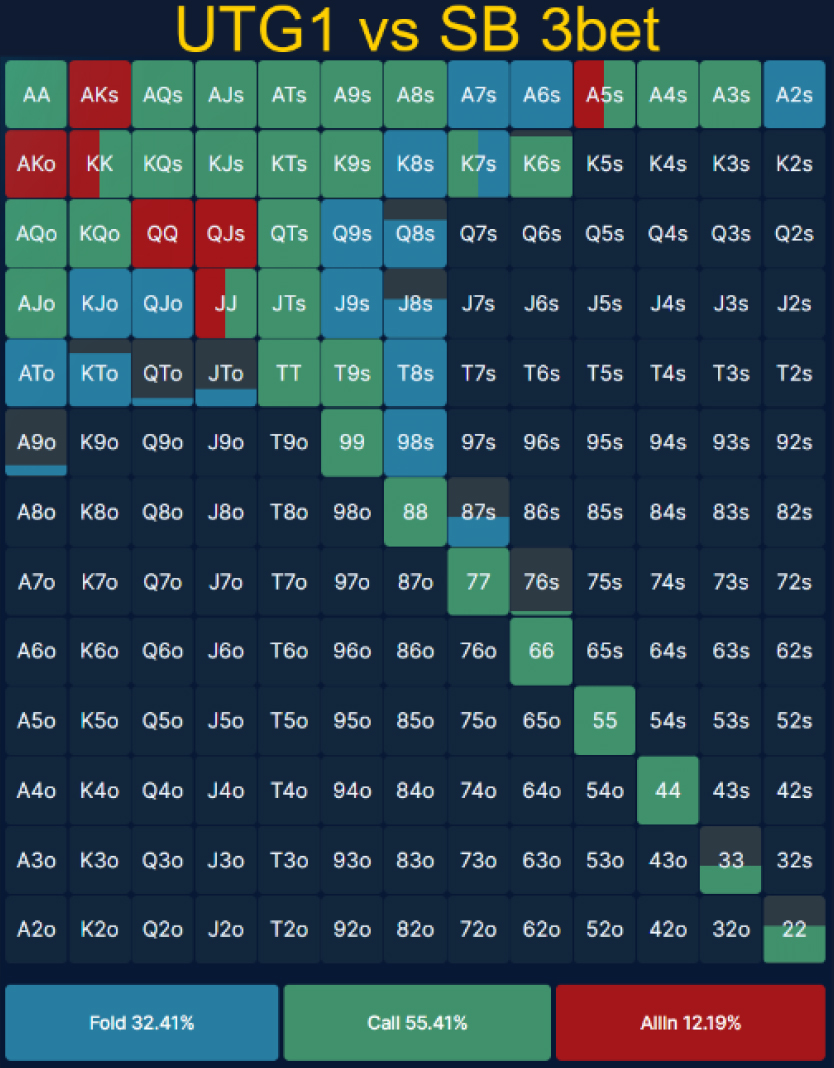 UTG1 vs SB 3bet
AA AKs AQs AJs ATs A9s A8s A7s A6s A5s A4s A3s A2s
AKo KK KQs KJs KTs K9s K8s K7s K6s K5s K4s K3s K2s
AQo KQo QQ QJs QTs Q9s Q8s Q7s Q6s Q5s Q4s Q3s Q2s
AJo KJo QJo JJ JTs J9s J8s J7s J6s J5s J4s J3s J2s
ATo KTo QTo JTo TT T9s T8s T7s T6s T5s T4s T3s T2s
A9o K9o Q9o J9o T9o 99 98s 97s 96s 95s 94s 93s 92s
A8o K8o Q8o J8o T8o 98o 88 87s 86s 85s 84s 83s 82s
A7o K7o Q7o J7o T7o 97o 87o 77 76s 75s 74s 73s 72s
A6o K6o Q6o J6o T6o 96o 86o 76o 66 65s 64s 63s 62s
A5o K5o Q5o J5o T5o 95o 85o 75o 65o 55 54s 53s 52s
A4o K4o Q4o J4o T4o 94o 84o 74o 64o 54o 44 43s 42s
A3o K3o Q3o J3o T3o 93o 83o 73o 63o 53o 43o 33 32s
A2o K2o Q2o J2o T2o 92o 82o 72o 62o 52o 42o 32o 22
Fold 32.41% Call 55.41% AllIn 12.19%